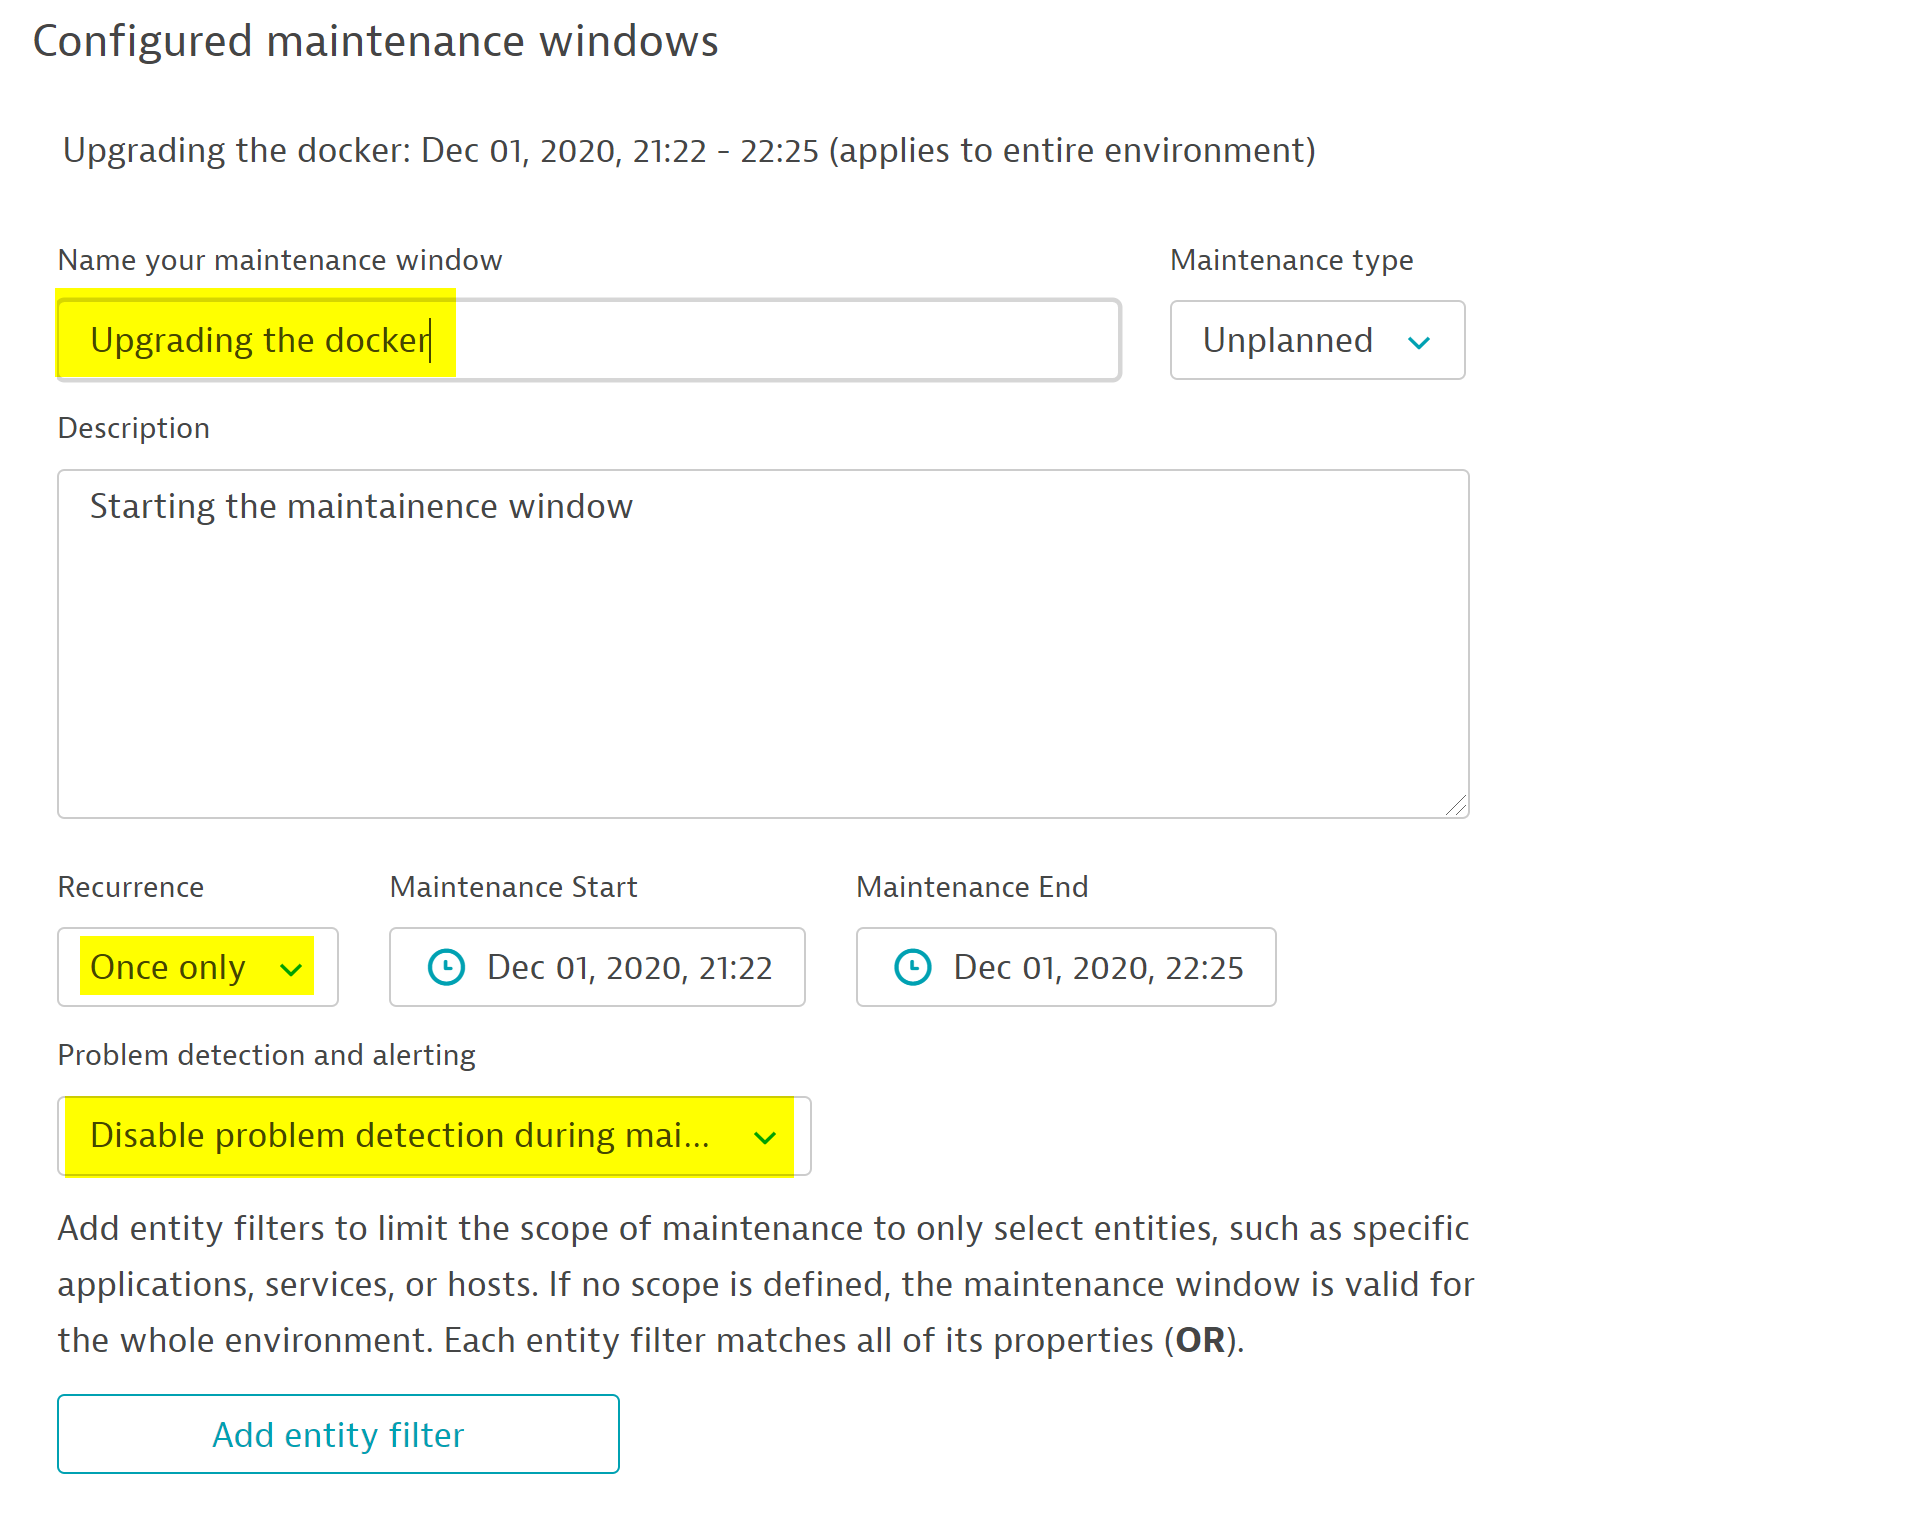 Configured maintenance windows
Upgrading the docker: Dec 01, 2020, 21:22 - 22:25 (applies to entire environment)
Name your maintenance window
Maintenance type
Upgrading the docker
Unplanned
Description
Starting the maintainence window
Recurrence
Maintenance Start
Maintenance End
Once only
Dec 01, 2020, 21:22
Dec 01, 2020, 22:25
Problem detection and alerting
Disable problem detection during mai...
Add entity filters to limit the scope of maintenance to only select entities, such as specific
applications, services, or hosts. If no scope is defined, the maintenance window is valid for
the whole environment. Each entity filter matches all of its properties (OR).
Add entity filter